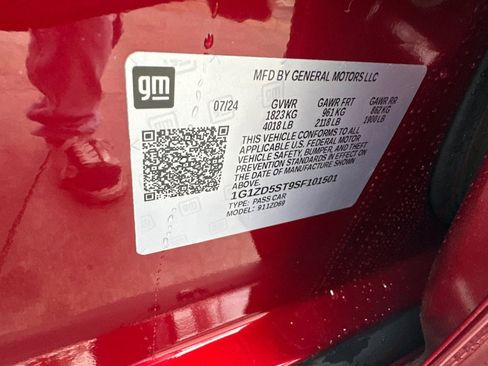 gm
MFD BY GENERAL MOTORS LLC
07/24 GVWR GAWR FRT GAWR RR
1823 KG 961 KG 862 KG
4018 LB 2118 LB 1900 LB
THIS VEHICLE CONFORMS TO ALL
APPLICABLE U.S. FEDERAL MOTOR
VEHICLE SAFETY, BUMPER, AND THEFT
PREVENTION STANDARDS IN EFFECT ON
THE DATE OF MANUFACTURE SHOWN
ABOVE.
1G1ZD5ST9SF101501
TYPE: PASS CAR
MODEL: 911ZD69